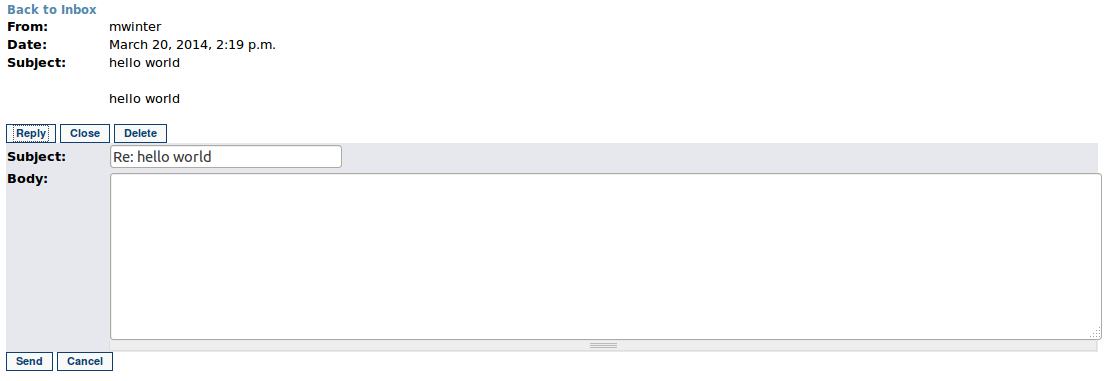 Back to Inbox
From: mwinter
Date: March 20, 2014, 2:19 p.m.
Subject: hello world
hello world
Reply Close Delete
Subject: Re: hello world
Body:
Send Cancel